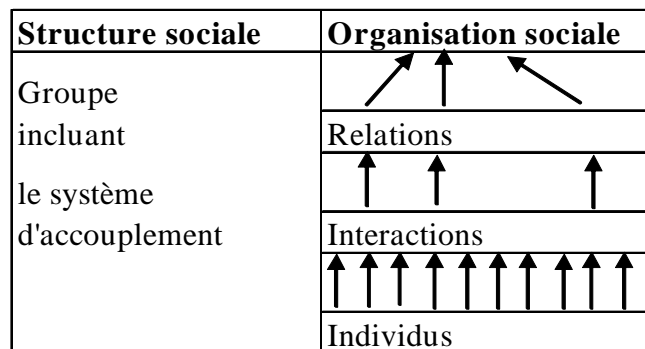 Structure sociale
Organisation sociale
Groupe
incluant
Relations
le système
d'accouplement
Interactions
Individus